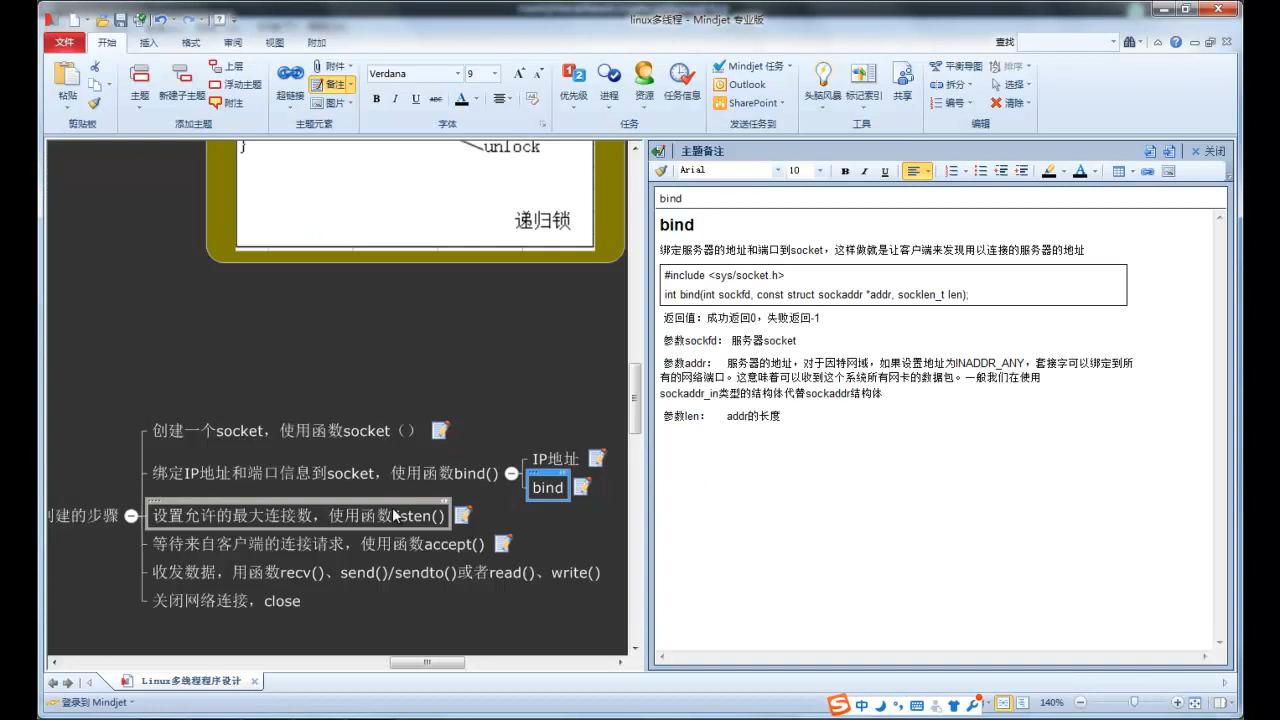 linux多线程 - Mindjet 专业版
文件 开始 插入 格式 审阅 视图 附加 查找
粘贴
剪贴板
主题
新建子主题
上层
浮动主题
附注
添加主题
超链接
附件
备注
图片
主题元素
Verdana 9
字体
优先级
进程
资源
任务信息
任务
Mindjet 任务
Outlook
SharePoint
发送任务到
头脑风暴
标记索引
共享
工具
平衡导图
拆分
编号
排序
选择
清除
编辑
}
unlock
递归锁
创建一个socket，使用函数socket（）
绑定IP地址和端口信息到socket，使用函数bind()
IP地址
bind
创建的步骤
设置允许的最大连接数，使用函数listen()
等待来自客户端的连接请求，使用函数accept()
收发数据，用函数recv()、send()/sendto()或者read()、write()
关闭网络连接，close
主题备注 关闭
Arial 10
bind
bind
绑定服务器的地址和端口到socket，这样做就是让客户端来发现用以连接的服务器的地址
#include <sys/socket.h>
int bind(int sockfd, const struct sockaddr *addr, socklen_t len);
返回值：成功返回0，失败返回-1
参数sockfd： 服务器socket
参数addr： 服务器的地址，对于因特网域，如果设置地址为INADDR_ANY，套接字可以绑定到所
有的网络端口。这意味着可以收到这个系统所有网卡的数据包。一般我们在使用
sockaddr_in类型的结构体代替sockaddr结构体
参数len： addr的长度
Linux多线程程序设计
登录到 Mindjet
中
140%